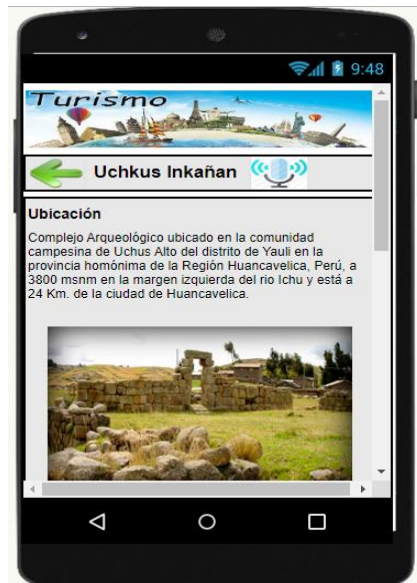 9:48
Turismo
Uchkus Inkañan
Ubicación
Complejo Arqueológico ubicado en la comunidad
campesina de Uchus Alto del distrito de Yauli en la
provincia homónima de la Región Huancavelica, Perú, a
3800 msnm en la margen izquierda del rio Ichu y está a
24 Km. de la ciudad de Huancavelica.